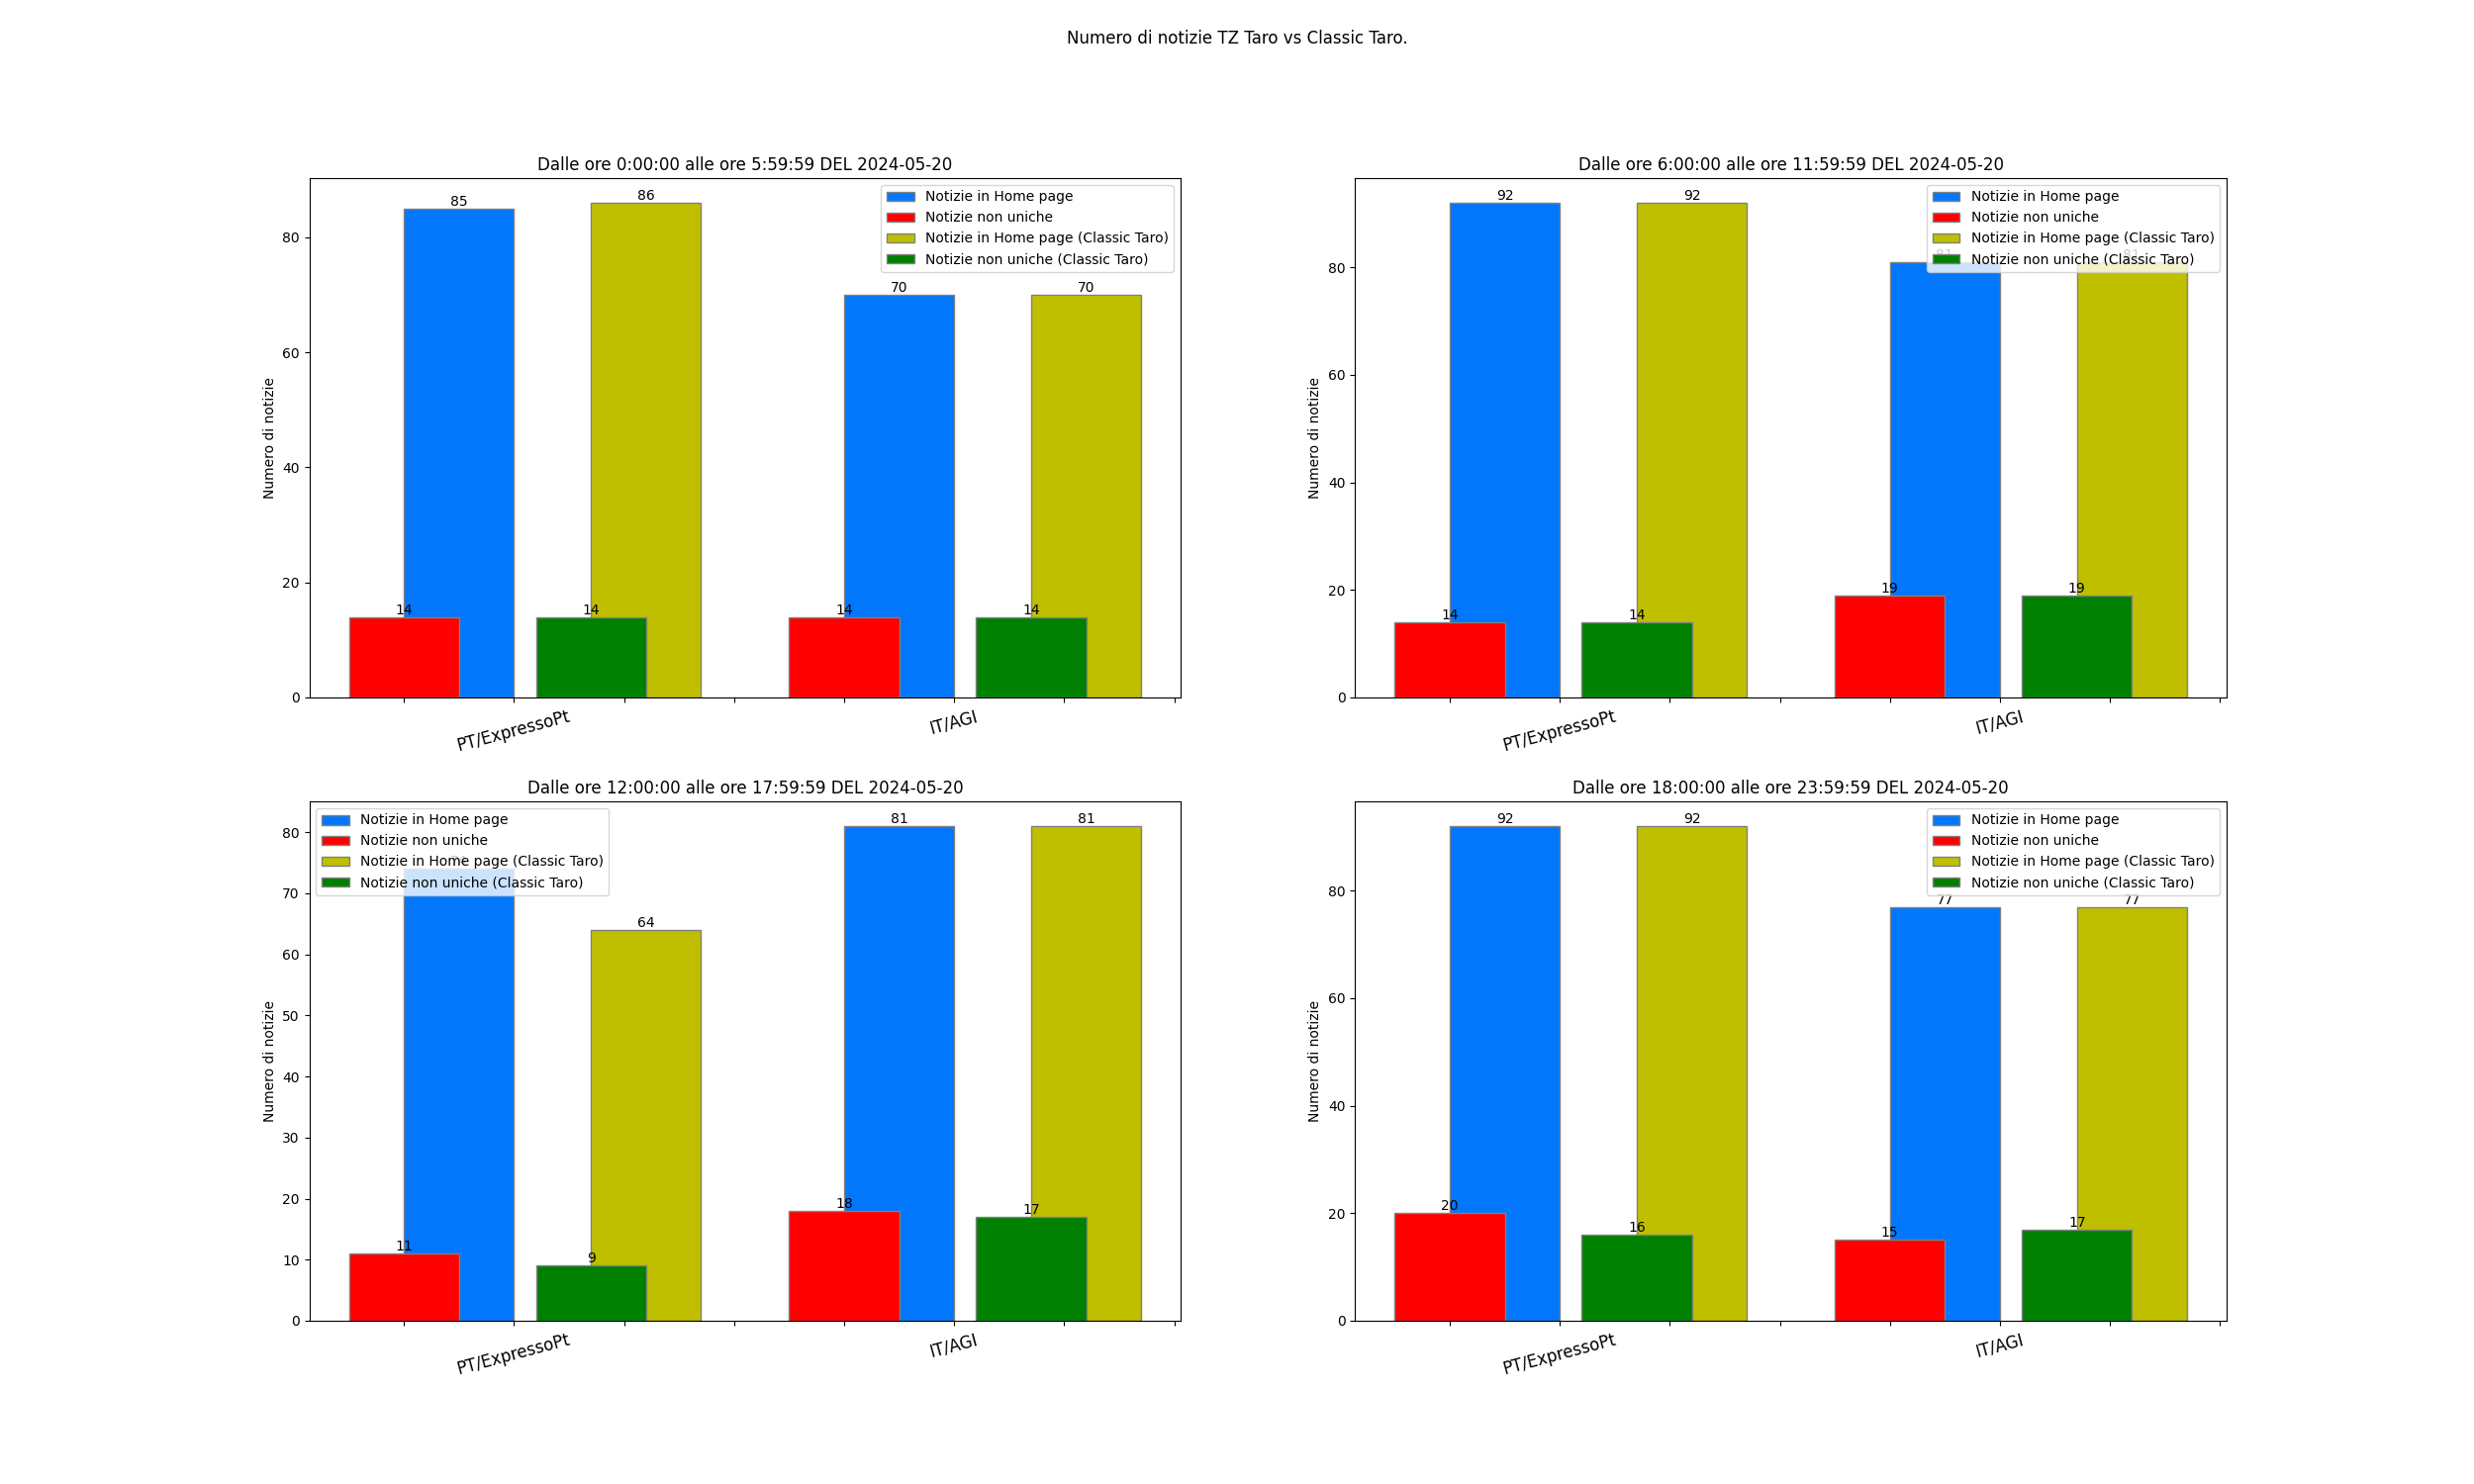 Numero di notizie TZ Taro vs Classic Taro.
Dalle ore 0:00:00 alle ore 5:59:59 DEL 2024-05-20
Numero di notizie
80
60
40
20
0
85
86
70
70
14
14
14
14
Notizie in Home page
Notizie non uniche
Notizie in Home page (Classic Taro)
Notizie non uniche (Classic Taro)
PT/ExpressoPt
IT/AGI
Dalle ore 6:00:00 alle ore 11:59:59 DEL 2024-05-20
Numero di notizie
80
60
40
20
0
92
92
81
81
14
14
19
19
Notizie in Home page
Notizie non uniche
Notizie in Home page (Classic Taro)
Notizie non uniche (Classic Taro)
PT/ExpressoPt
IT/AGI
Dalle ore 12:00:00 alle ore 17:59:59 DEL 2024-05-20
Numero di notizie
80
70
60
50
40
30
20
10
0
64
81
81
11
9
18
17
Notizie in Home page
Notizie non uniche
Notizie in Home page (Classic Taro)
Notizie non uniche (Classic Taro)
PT/ExpressoPt
IT/AGI
Dalle ore 18:00:00 alle ore 23:59:59 DEL 2024-05-20
Numero di notizie
80
60
40
20
0
92
92
77
77
20
16
15
17
Notizie in Home page
Notizie non uniche
Notizie in Home page (Classic Taro)
Notizie non uniche (Classic Taro)
PT/ExpressoPt
IT/AGI